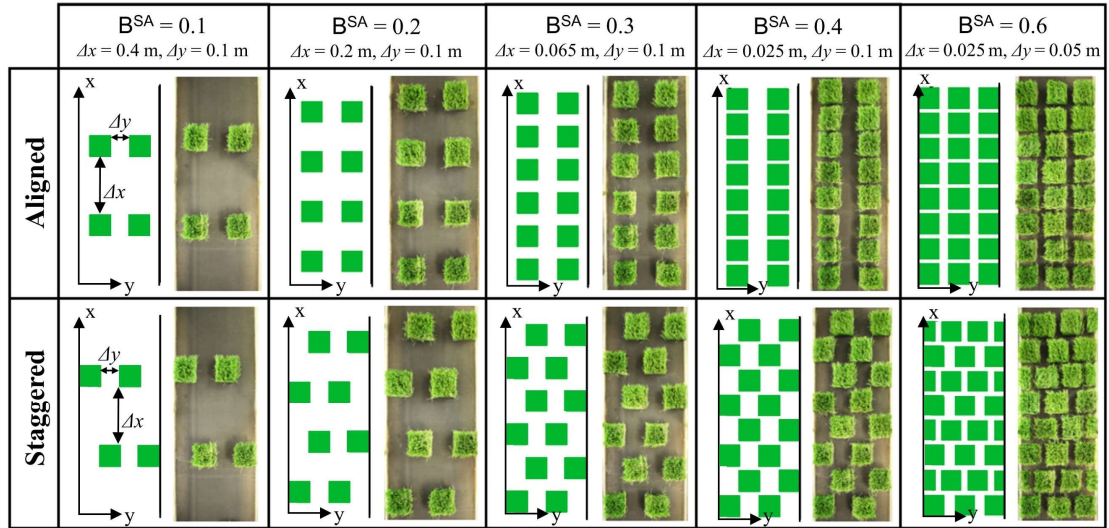 B^SA = 0.1
Δx = 0.4 m, Δy = 0.1 m
B^SA = 0.2
Δx = 0.2 m, Δy = 0.1 m
B^SA = 0.3
Δx = 0.065 m, Δy = 0.1 m
B^SA = 0.4
Δx = 0.025 m, Δy = 0.1 m
B^SA = 0.6
Δx = 0.025 m, Δy = 0.05 m
Aligned
x
Δy
Δx
y
x
y
x
y
x
y
x
y
Staggered
x
Δy
Δx
y
x
y
x
y
x
y
x
y